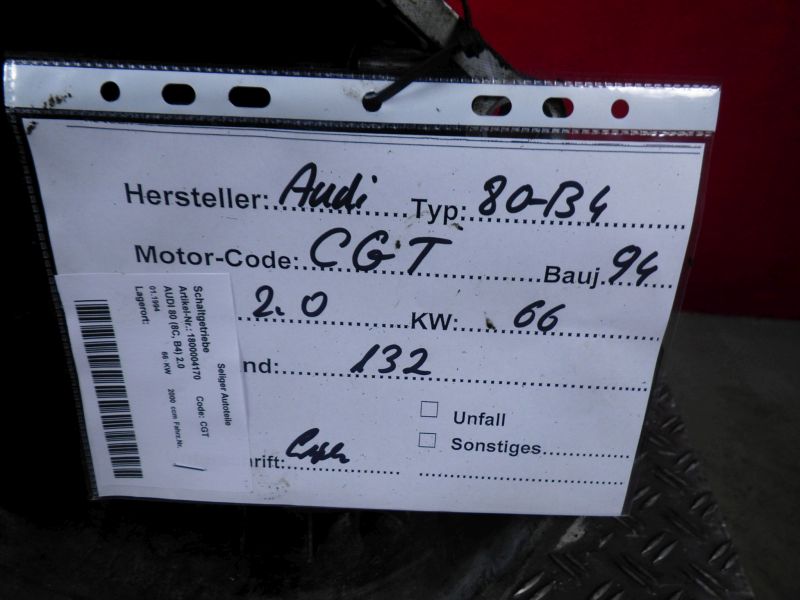 Hersteller: Audi Typ: 80-B4
Motor-Code: CGT Bauj. 94
2.0 KW: 66
nd: 132
Unfall
Sonstiges
rift:
Seliger Autoteile
Schaltgetriebe
Artikel-Nr.: 1800004170 Code: CGT
AUDI 80 (8C, B4) 2.0
01.1994 66 KW 2000 ccm Fahrz.Nr.
Lagerort: